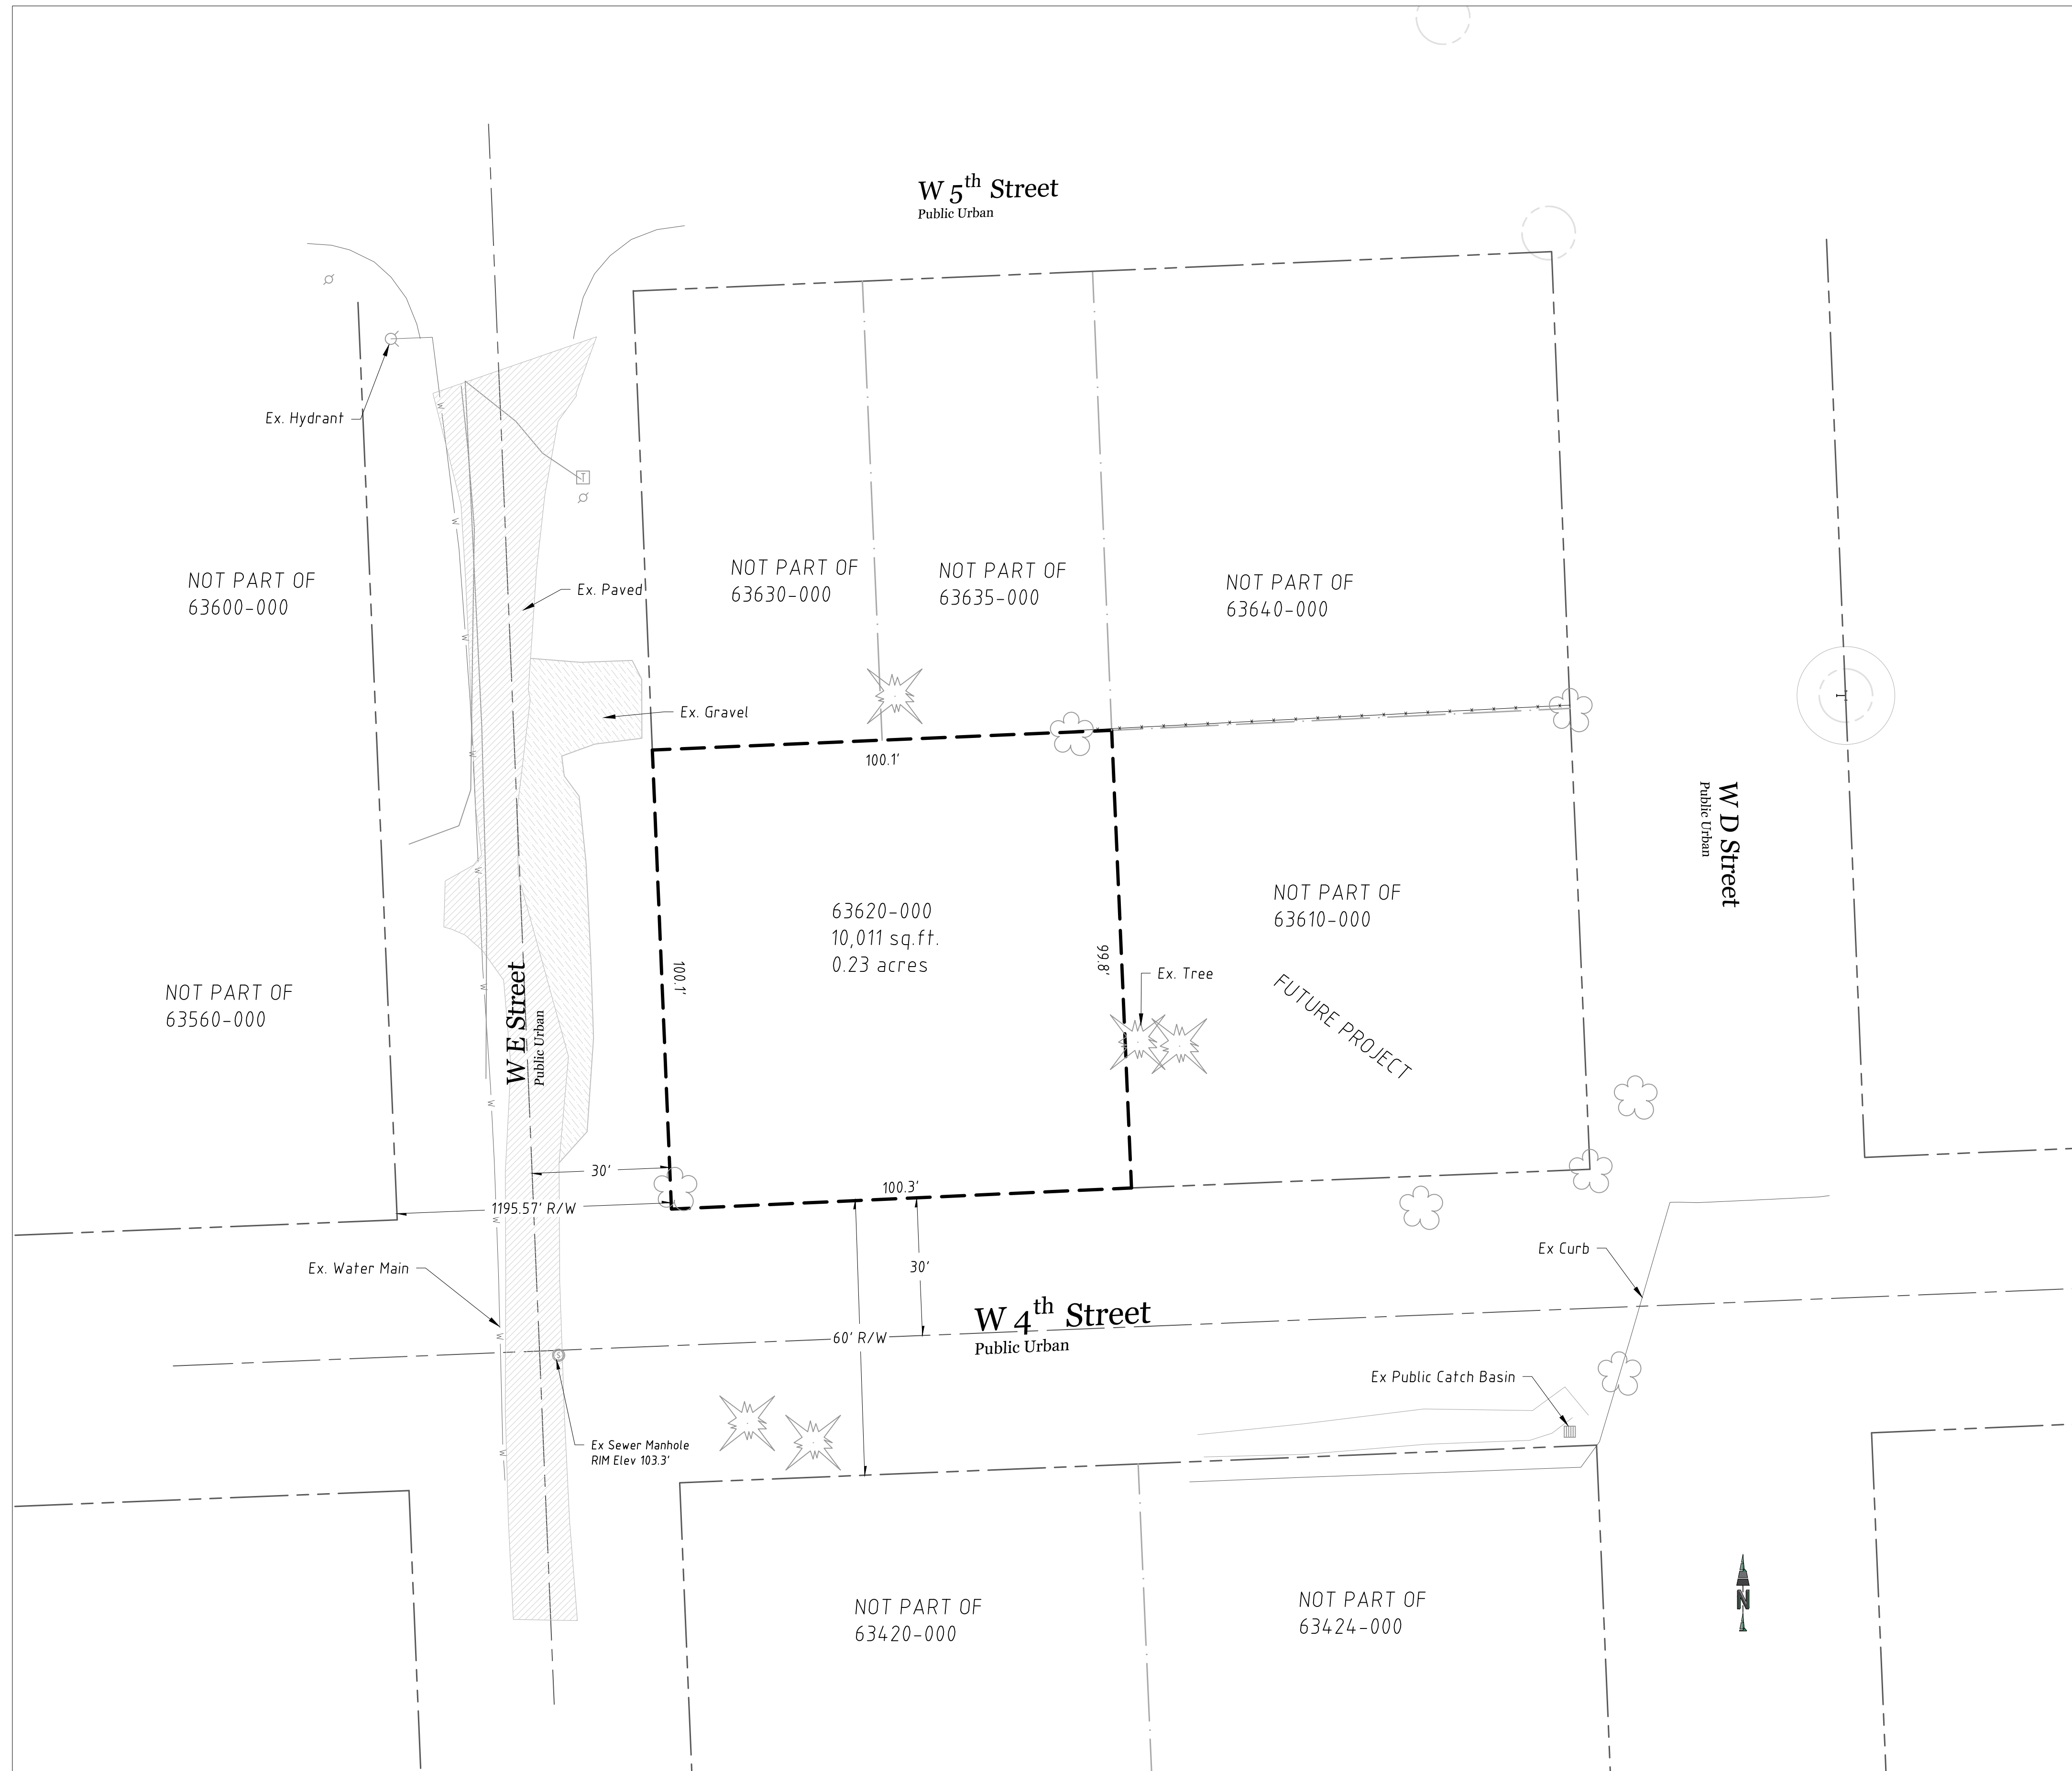 W 5th Street
Public Urban
Ex. Hydrant
T
Ex. Paved
NOT PART OF
63600-000
NOT PART OF
63630-000
NOT PART OF
63635-000
NOT PART OF
63640-000
Ex. Gravel
100.1'
W D Street
Public Urban
63620-000
10,011 sq.ft.
0.23 acres
100.1'
99.8'
NOT PART OF
63610-000
Ex. Tree
FUTURE PROJECT
NOT PART OF
63560-000
W E Street
Public Urban
30'
100.3'
1195.57' R/W
Ex. Water Main
30'
60' R/W
W 4th Street
Public Urban
Ex Curb
Ex Public Catch Basin
S
Ex Sewer Manhole
RIM Elev 103.3'
NOT PART OF
63420-000
NOT PART OF
63424-000
N
W
W
W
W
W
W
W
W
W
W